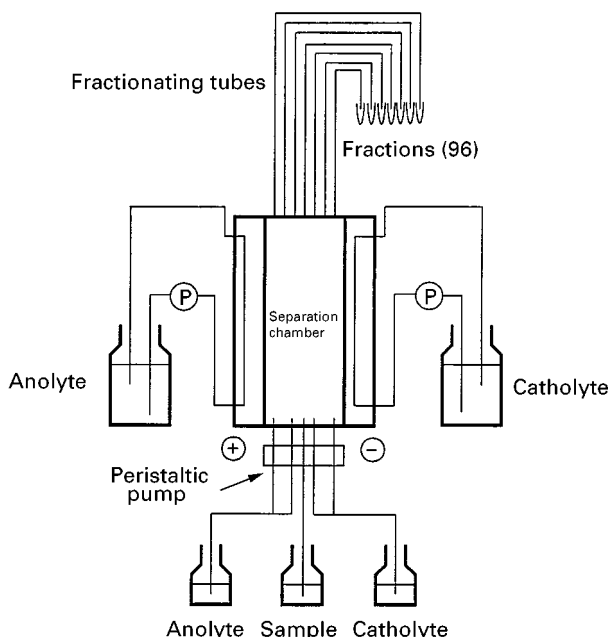 Fractionating tubes
Fractions (96)
P
P
Separation
chamber
Anolyte
Catholyte
+
−
Peristaltic
pump
Anolyte Sample Catholyte